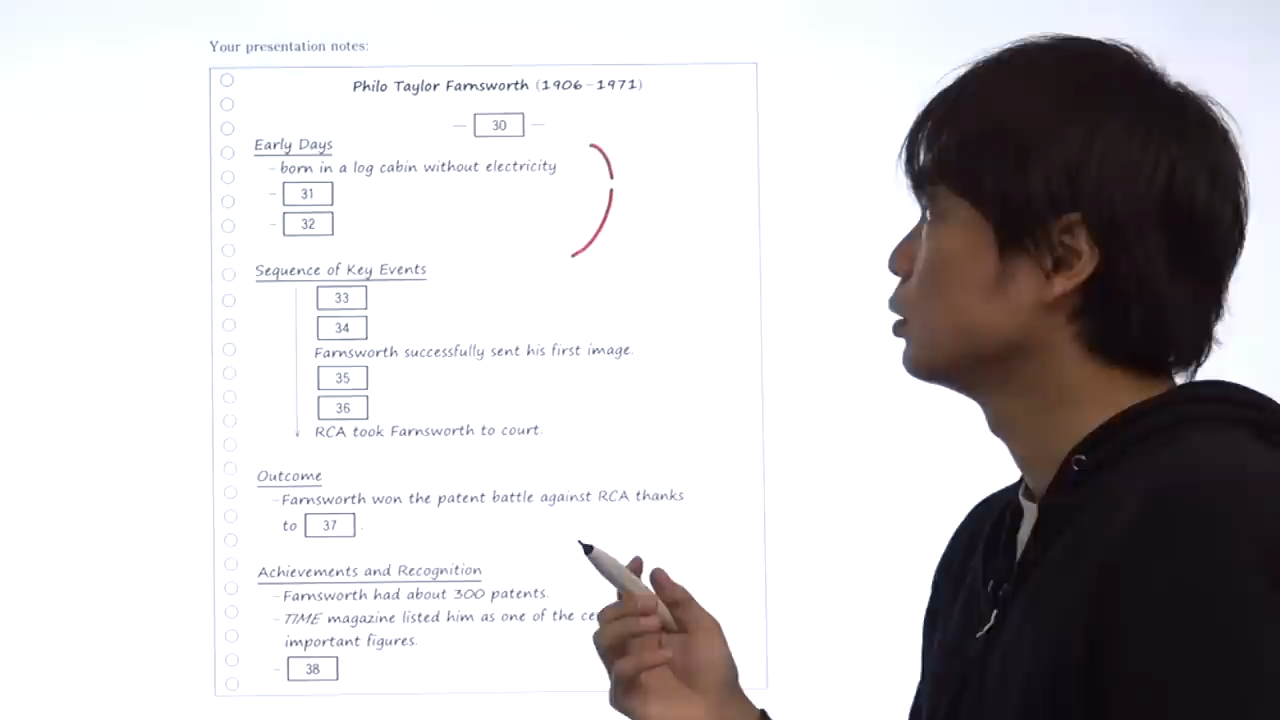 Your presentation notes:
Philo Taylor Farnsworth (1906–1971)
— 30 —
Early Days
- born in a log cabin without electricity
- 31
- 32
Sequence of Key Events
33
34
Farnsworth successfully sent his first image.
35
36
RCA took Farnsworth to court.
Outcome
- Farnsworth won the patent battle against RCA thanks
to 37 .
Achievements and Recognition
- Farnsworth had about 300 patents.
- TIME magazine listed him as one of the
important figures.
- 38